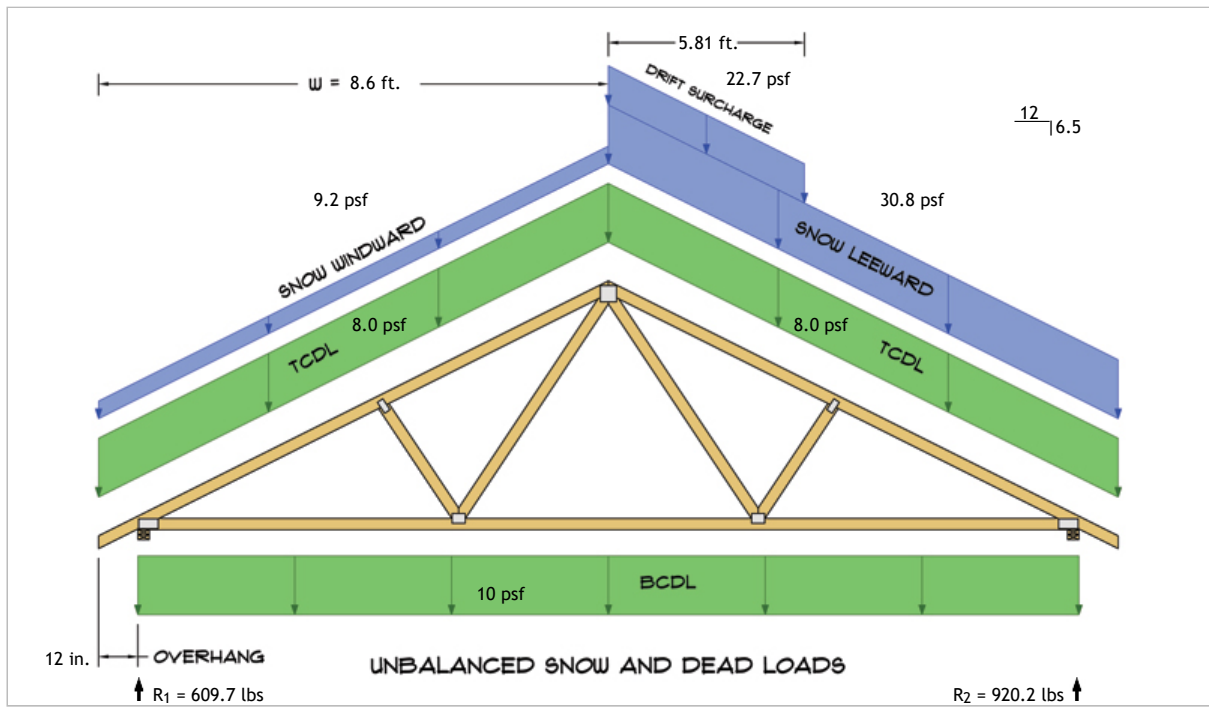 5.81 ft.
W = 8.6 ft.
DRIFT SURCHARGE
22.7 psf
12
6.5
9.2 psf
30.8 psf
SNOW WINDWARD
SNOW LEEWARD
8.0 psf
8.0 psf
TCDL
TCDL
10 psf
BCDL
12 in.
OVERHANG
UNBALANCED SNOW AND DEAD LOADS
R1 = 609.7 lbs
R2 = 920.2 lbs